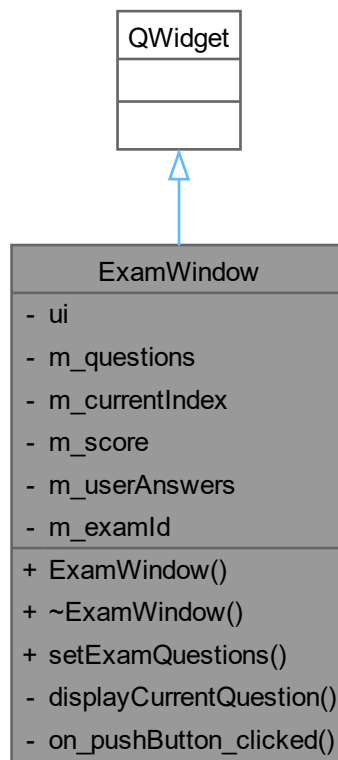 QWidget
ExamWindow
- ui
- m_questions
- m_currentIndex
- m_score
- m_userAnswers
- m_examId
+ ExamWindow()
+ ~ExamWindow()
+ setExamQuestions()
- displayCurrentQuestion()
- on_pushButton_clicked()